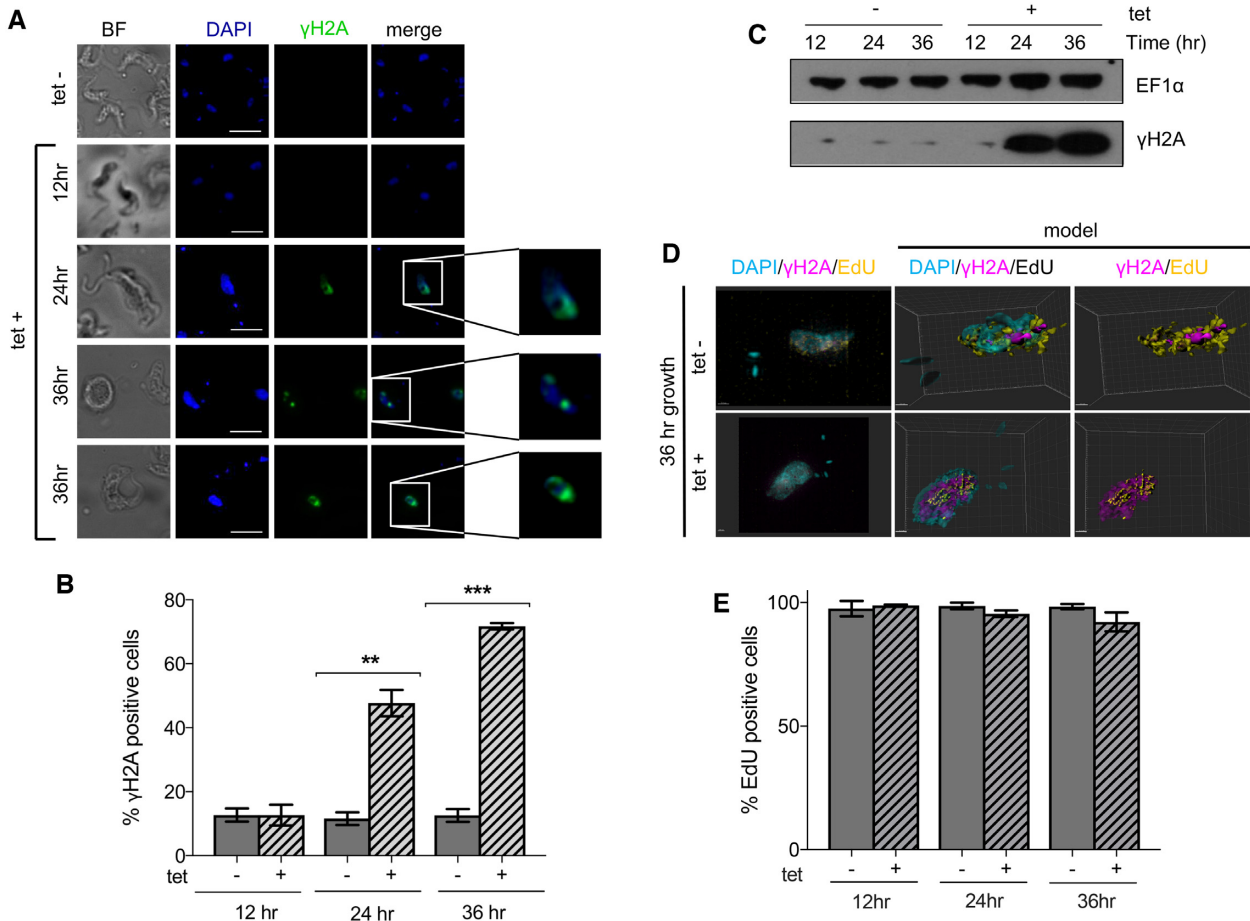 A
BF DAPI γH2A merge
tet -
tet +
12hr
24hr
36hr
36hr
B
% γH2A positive cells
80
60
40
20
0
**
***
tet - + - + - +
12 hr 24 hr 36 hr
C
- + tet
12 24 36 12 24 36 Time (hr)
EF1α
γH2A
D
model
DAPI/γH2A/EdU DAPI/γH2A/EdU γH2A/EdU
36 hr growth
tet -
tet +
E
% EdU positive cells
100
50
0
tet - + - + - +
12hr 24hr 36hr